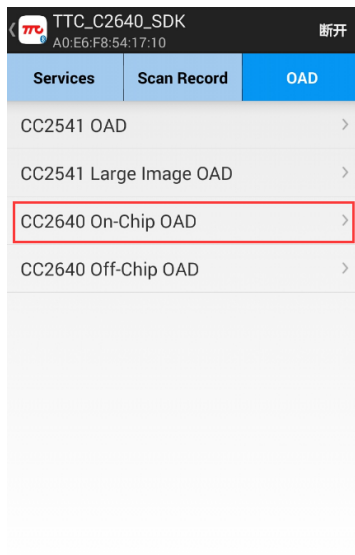 TTC_C2640_SDK
断开
A0:E6:F8:54:17:10
Services
Scan Record
OAD
CC2541 OAD
CC2541 Large Image OAD
CC2640 On-Chip OAD
CC2640 Off-Chip OAD